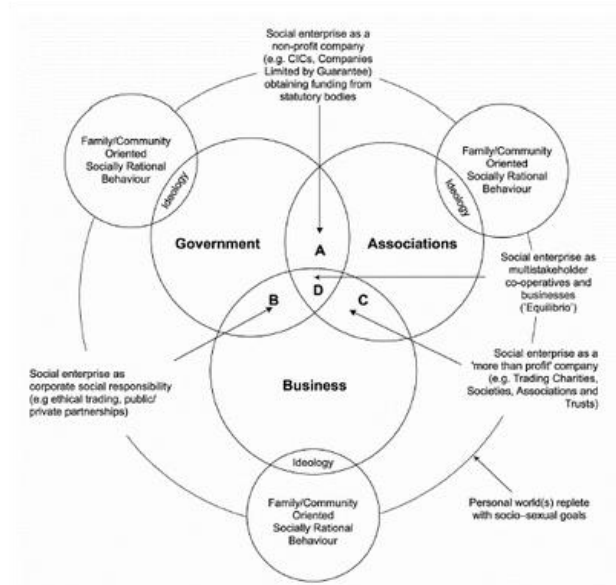 Social enterprise as a
non-profit company
(e.g. CICs, Companies
Limited by Guarantee)
obtaining funding from
statutory bodies
Family/Community
Oriented
Socially Rational
Behaviour
Ideology
Family/Community
Oriented
Socially Rational
Behaviour
Ideology
Government
A
Associations
Social enterprise as
multistakeholder
co-operatives and
businesses
('Equilibrio')
D
B
C
Social enterprise as
corporate social responsibility
(e.g ethical trading, public/
private partnerships)
Business
Social enterprise as a
'more than profit' company
(e.g. Trading Charities,
Societies, Associations and
Trusts)
Ideology
Family/Community
Oriented
Socially Rational
Behaviour
Personal world(s) replete
with socio-sexual goals